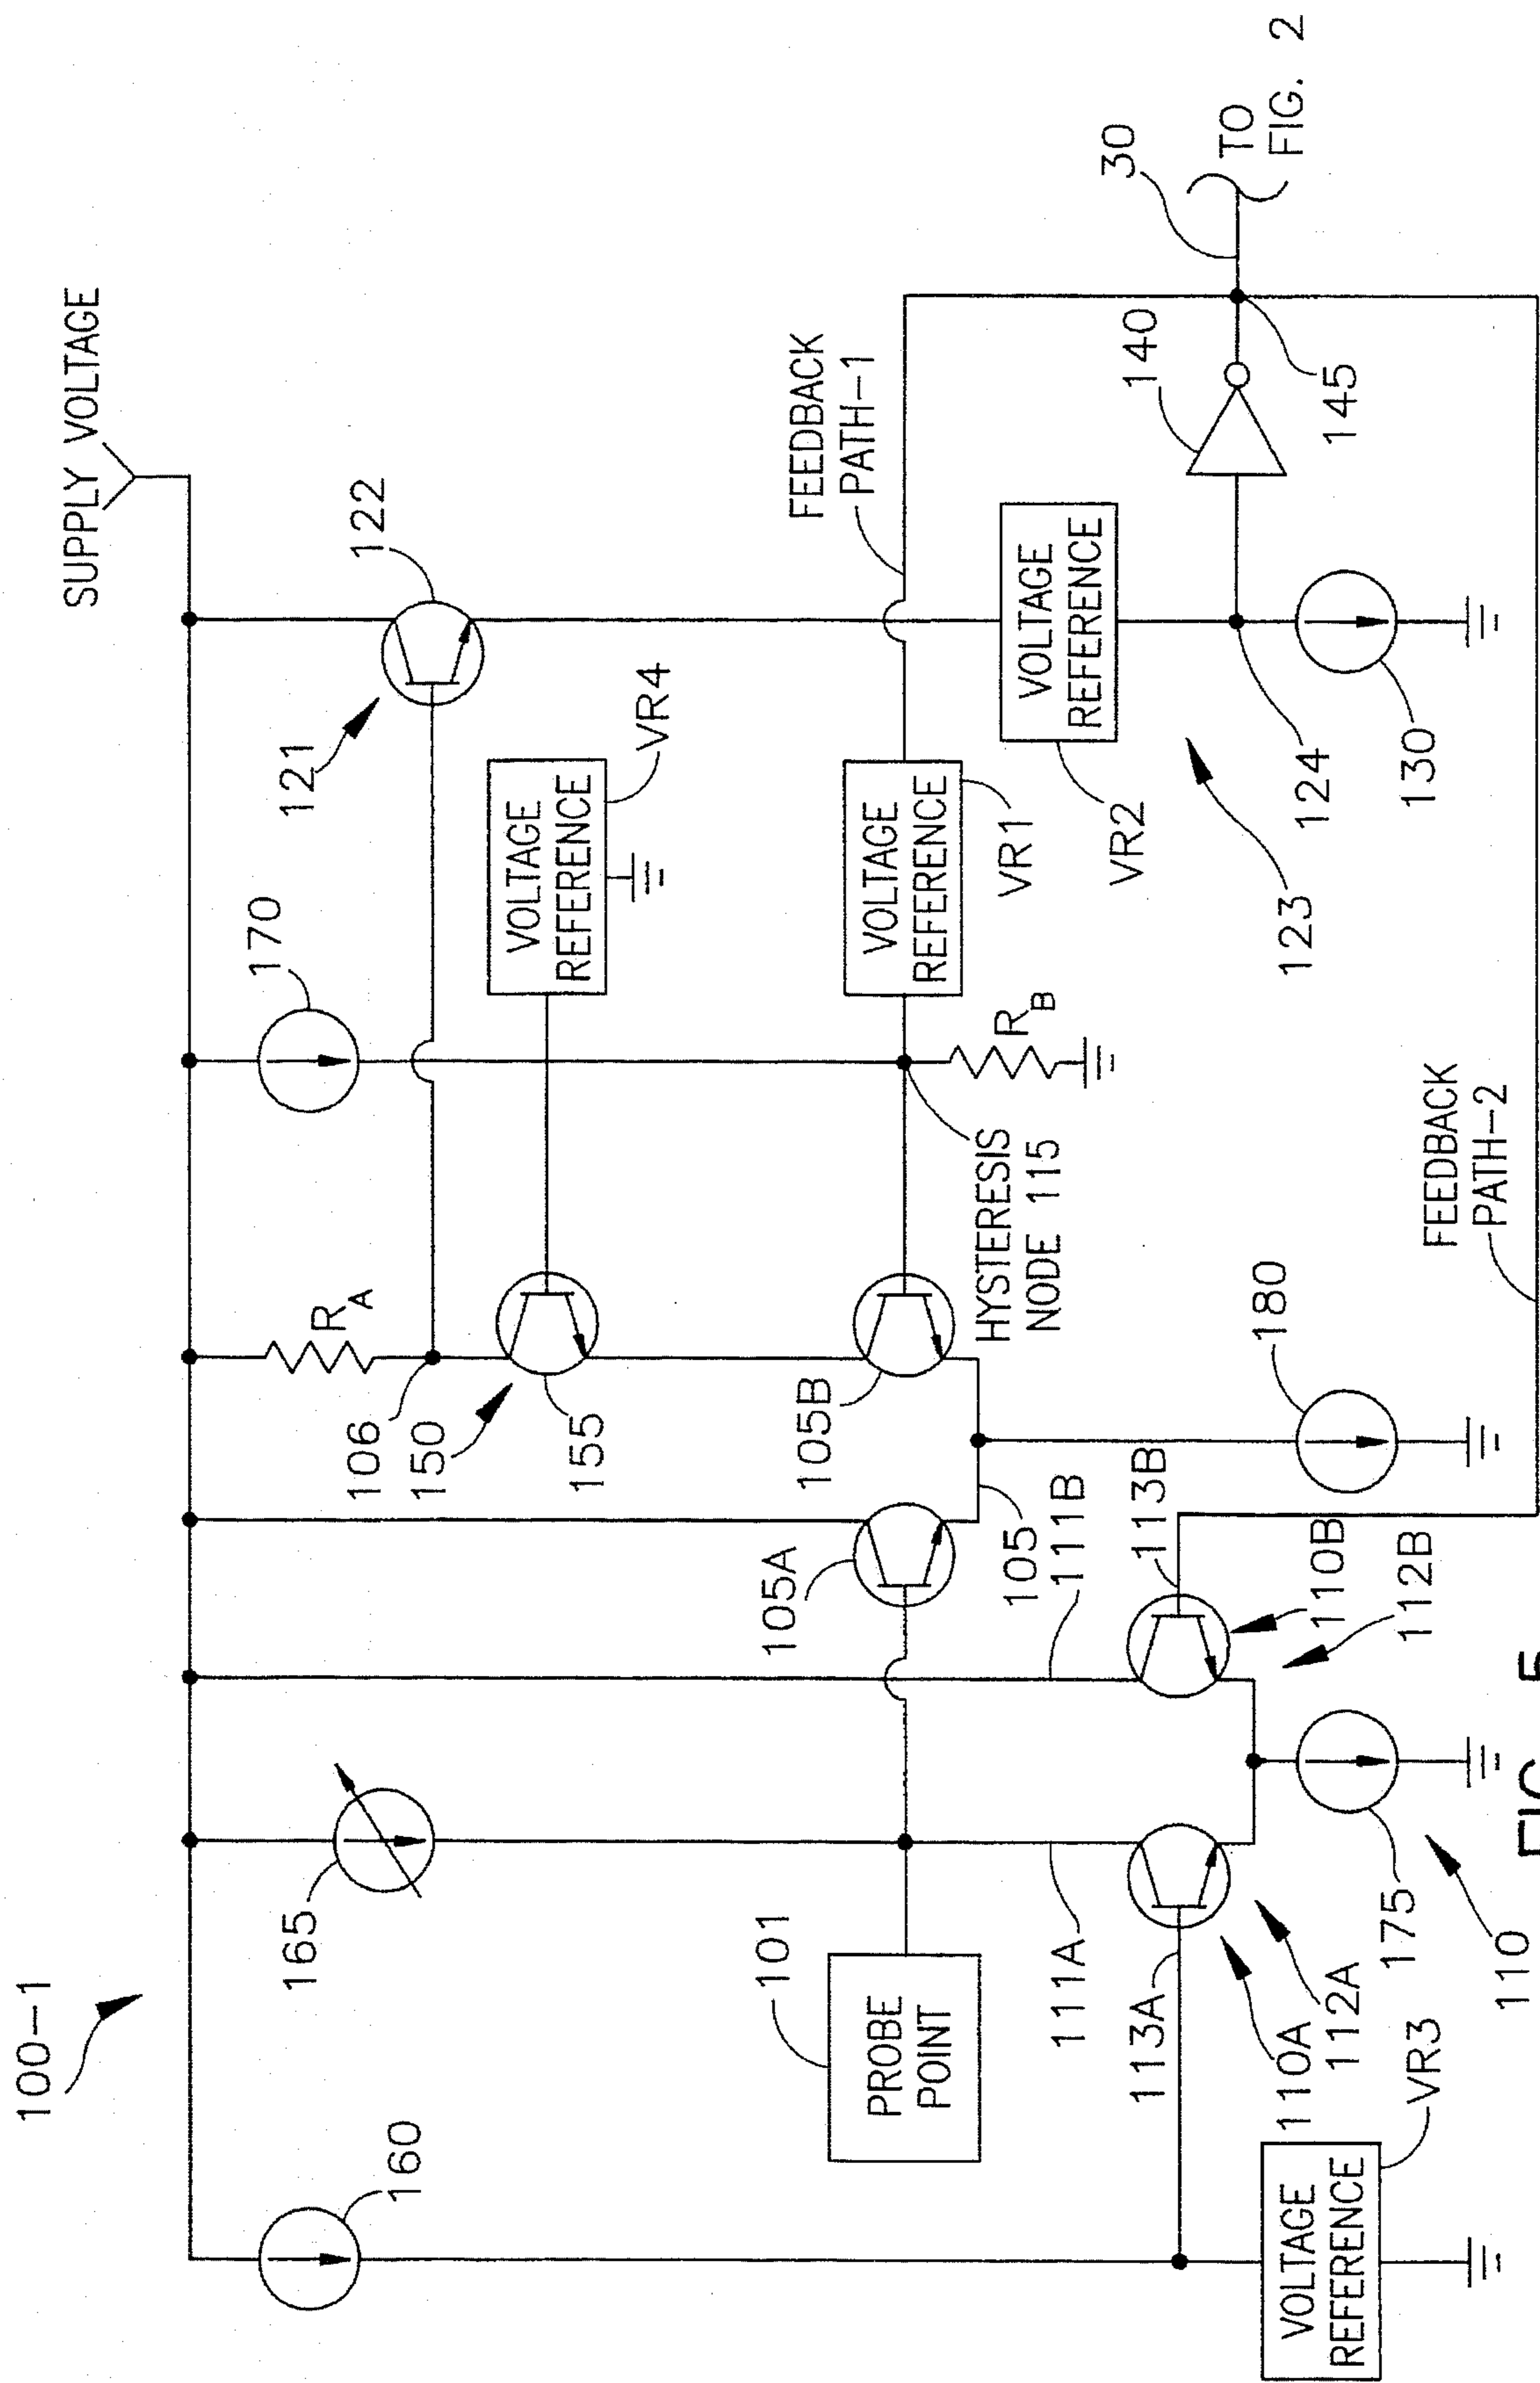 100-1
SUPPLY VOLTAGE
160
165
170
121
122
R
A
106
150
155
VOLTAGE
REFERENCE
VR4
FEEDBACK
PATH-1
PROBE
POINT
101
105A
105B
VOLTAGE
REFERENCE
VR1
R
B
HYSTERESIS
NODE 115
105
VOLTAGE
REFERENCE
VR2
30
TO
FIG. 2
140
145
111A
111B
113A
113B
110A
112A
110B
112B
180
123
124
130
VOLTAGE
REFERENCE
VR3
175
110
FEEDBACK
PATH-2